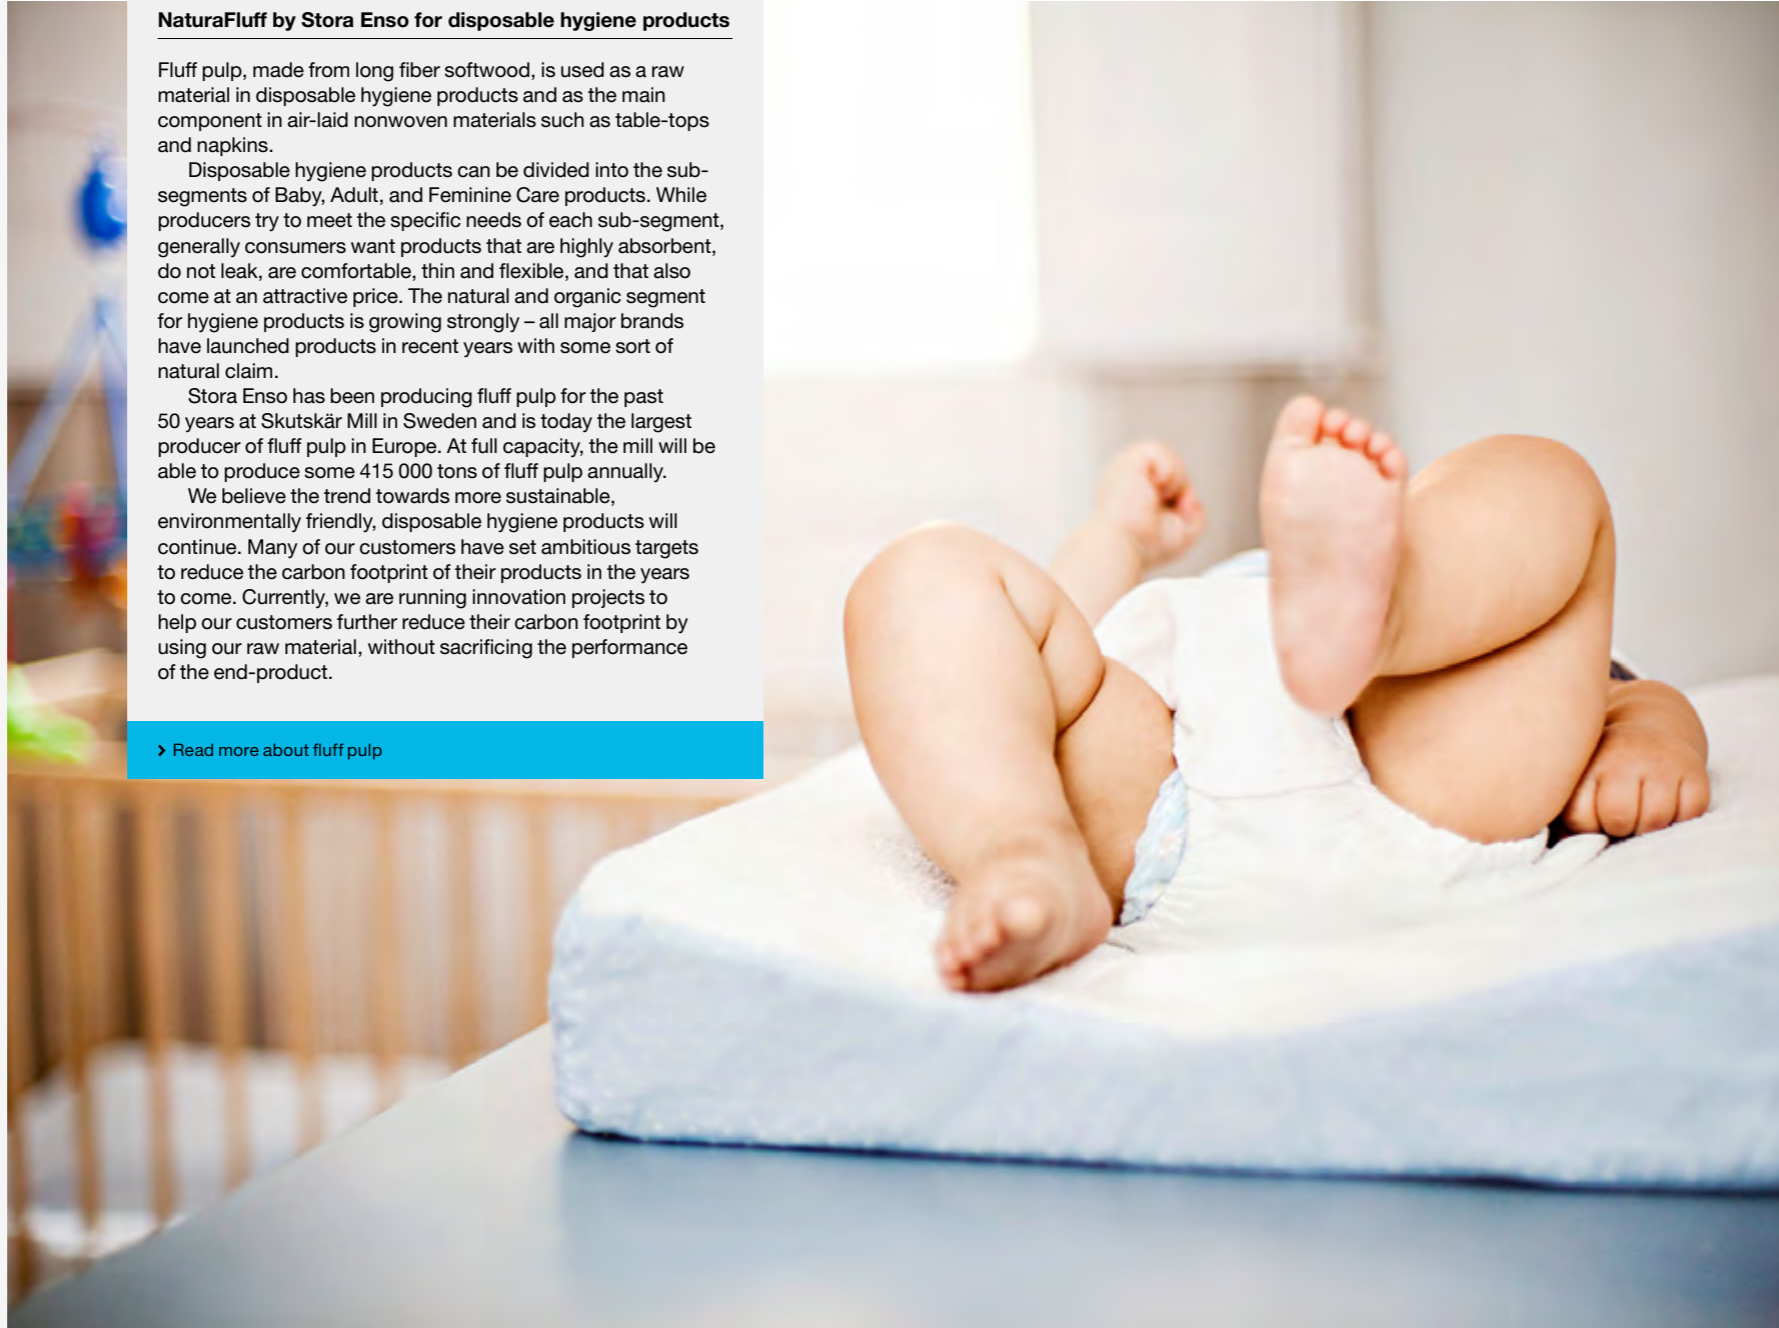 NaturaFluff by Stora Enso for disposable hygiene products
Fluff pulp, made from long fiber softwood, is used as a raw
material in disposable hygiene products and as the main
component in air-laid nonwoven materials such as table-tops
and napkins.
Disposable hygiene products can be divided into the sub-
segments of Baby, Adult, and Feminine Care products. While
producers try to meet the specific needs of each sub-segment,
generally consumers want products that are highly absorbent,
do not leak, are comfortable, thin and flexible, and that also
come at an attractive price. The natural and organic segment
for hygiene products is growing strongly – all major brands
have launched products in recent years with some sort of
natural claim.
Stora Enso has been producing fluff pulp for the past
50 years at Skutskär Mill in Sweden and is today the largest
producer of fluff pulp in Europe. At full capacity, the mill will be
able to produce some 415 000 tons of fluff pulp annually.
We believe the trend towards more sustainable,
environmentally friendly, disposable hygiene products will
continue. Many of our customers have set ambitious targets
to reduce the carbon footprint of their products in the years
to come. Currently, we are running innovation projects to
help our customers further reduce their carbon footprint by
using our raw material, without sacrificing the performance
of the end-product.
> Read more about fluff pulp